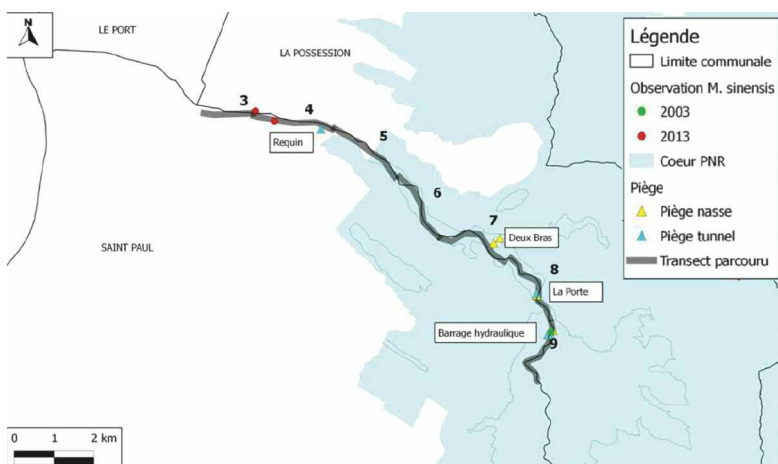 N
LE PORT
LA POSSESSION
SAINT PAUL
3
4
Requin
5
6
7
Deux Bras
8
La Porte
Barrage hydraulique
9
0 1 2 km
Légende
Limite communale
Observation M. sinensis
2003
2013
Coeur PNR
Piège
Piège nasse
Piège tunnel
Transect parcouru